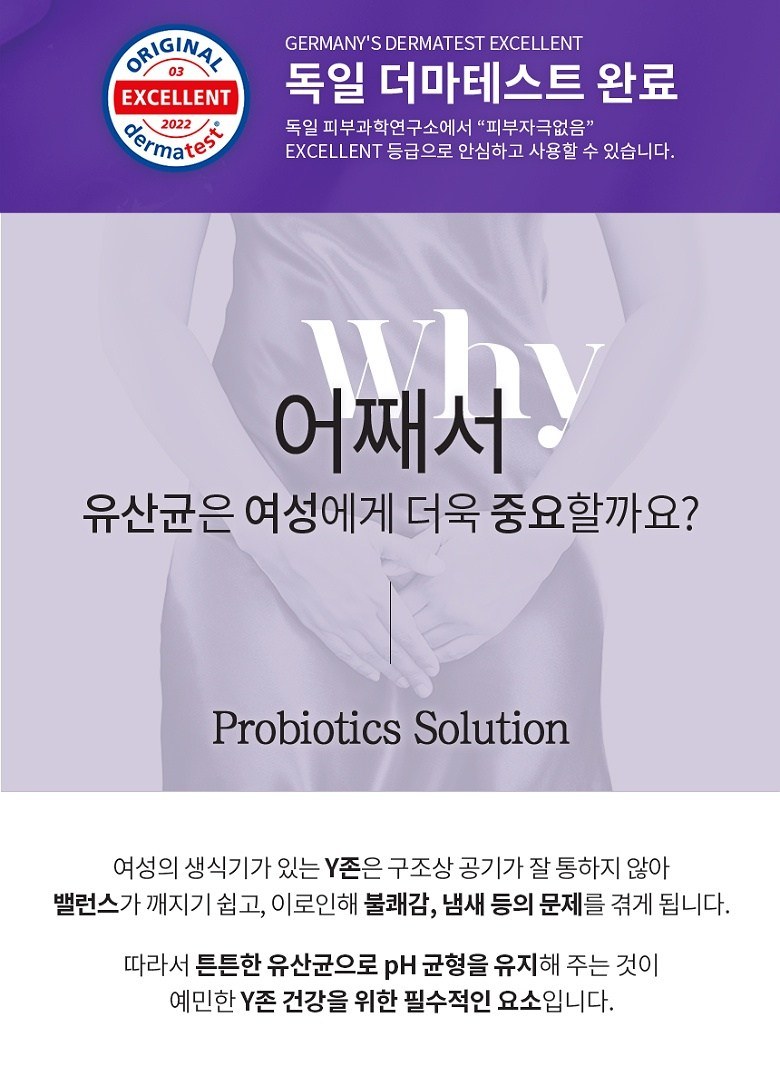 ORIGINAL
03
EXCELLENT
2022
dermatest®
GERMANY'S DERMATEST EXCELLENT
독일 더마테스트 완료
독일 피부과학연구소에서 “피부자극없음”
EXCELLENT 등급으로 안심하고 사용할 수 있습니다.
Why
어째서
유산균은 여성에게 더욱 중요할까요?
Probiotics Solution
여성의 생식기가 있는 Y존은 구조상 공기가 잘 통하지 않아
밸런스가 깨지기 쉽고, 이로인해 불쾌감, 냄새 등의 문제를 겪게 됩니다.
따라서 튼튼한 유산균으로 pH 균형을 유지해 주는 것이
예민한 Y존 건강을 위한 필수적인 요소입니다.